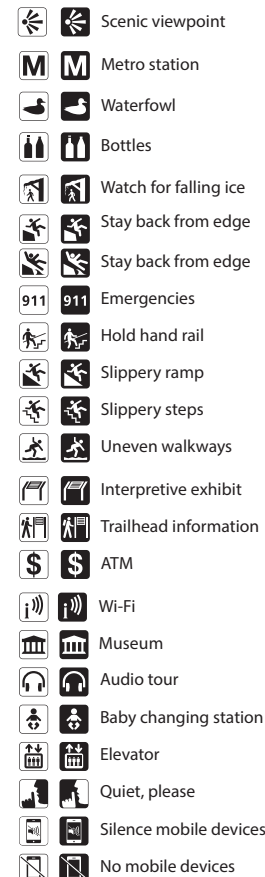 Scenic viewpoint
M M Metro station
Waterfowl
Bottles
Watch for falling ice
Stay back from edge
Stay back from edge
911 911 Emergencies
Hold hand rail
Slippery ramp
Slippery steps
Uneven walkways
Interpretive exhibit
Trailhead information
$ $ ATM
i i Wi-Fi
Museum
Audio tour
Baby changing station
Elevator
Quiet, please
Silence mobile devices
No mobile devices